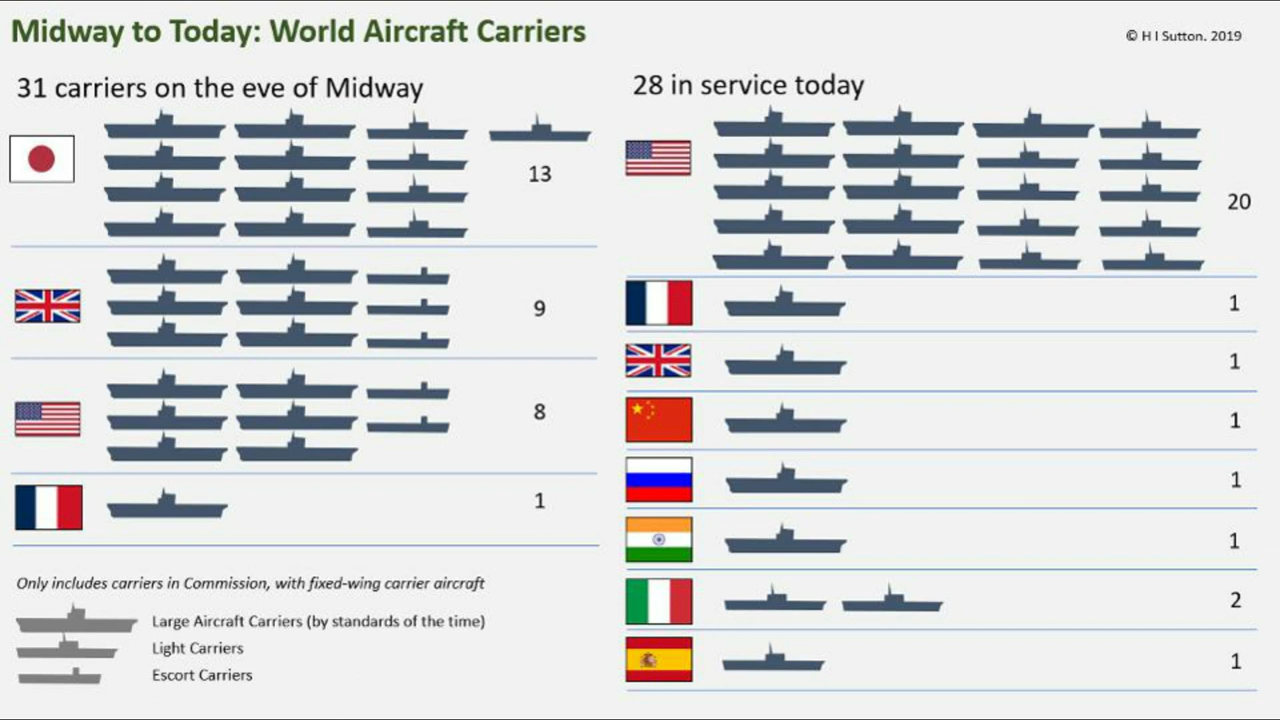 Midway to Today: World Aircraft Carriers
© H I Sutton. 2019
31 carriers on the eve of Midway
13
9
8
1
Only includes carriers in Commission, with fixed-wing carrier aircraft
Large Aircraft Carriers (by standards of the time)
Light Carriers
Escort Carriers
28 in service today
20
1
1
1
1
1
2
1